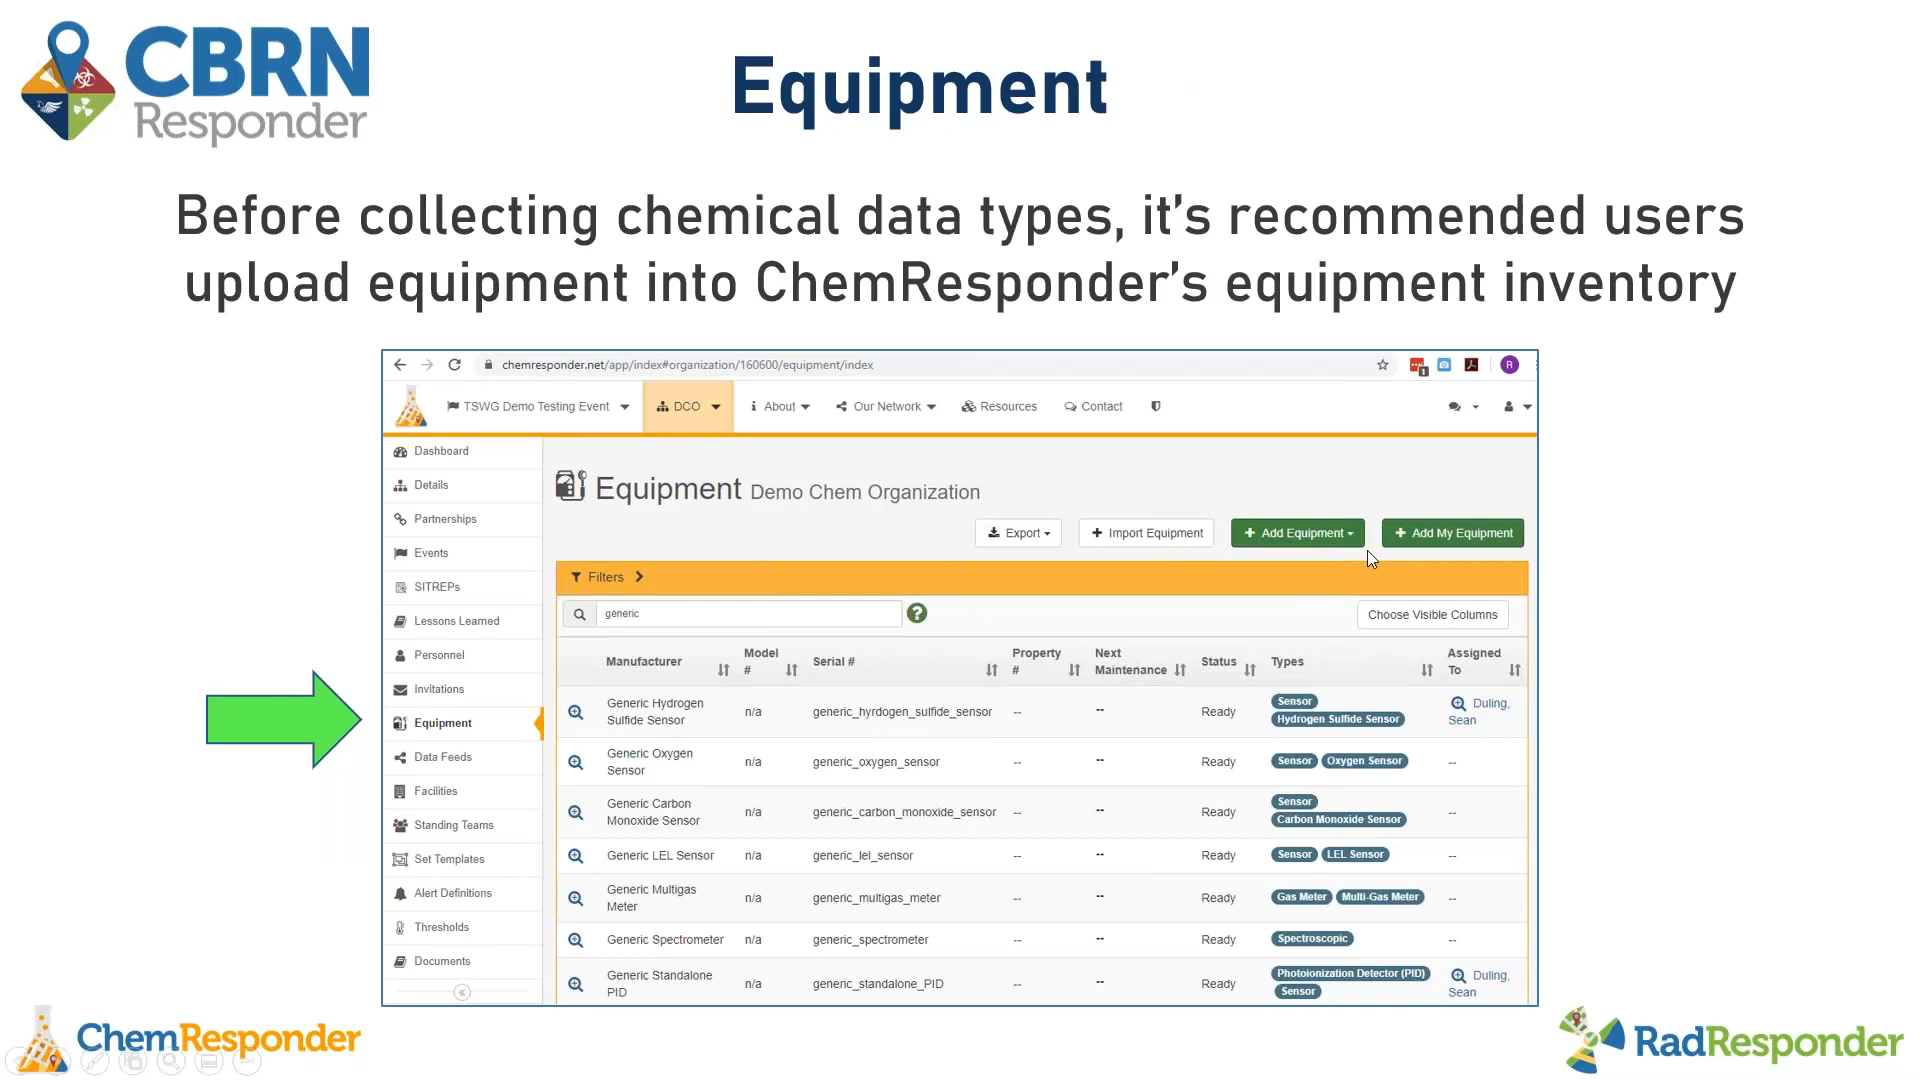 CBRN
Responder
Equipment
Before collecting chemical data types, it's recommended users
upload equipment into ChemResponder's equipment inventory
chemresponder.net/app/index#organization/160600/equipment/index
1
R
TSWG Demo Testing Event
DCO
About
Our Network
Resources
Contact
Dashboard
Details
Partnerships
Events
SITREPs
Lessons Learned
Personnel
Invitations
Equipment
Data Feeds
Facilities
Standing Teams
Set Templates
Alert Definitions
Thresholds
Documents
Equipment Demo Chem Organization
Export
+ Import Equipment
+ Add Equipment
+ Add My Equipment
Filters
generic
?
Choose Visible Columns
Manufacturer Model # Serial # Property # Next Maintenance Status Types Assigned To
Generic Hydrogen Sulfide Sensor n/a generic_hyrdogen_sulfide_sensor -- -- Ready Sensor Hydrogen Sulfide Sensor Duling, Sean
Generic Oxygen Sensor n/a generic_oxygen_sensor -- -- Ready Sensor Oxygen Sensor --
Generic Carbon Monoxide Sensor n/a generic_carbon_monoxide_sensor -- -- Ready Sensor Carbon Monoxide Sensor --
Generic LEL Sensor n/a generic_lel_sensor -- -- Ready Sensor LEL Sensor --
Generic Multigas Meter n/a generic_multigas_meter -- -- Ready Gas Meter Multi-Gas Meter --
Generic Spectrometer n/a generic_spectrometer -- -- Ready Spectroscopic --
Generic Standalone PID n/a generic_standalone_PID -- -- Ready Photoionization Detector (PID) Sensor Duling, Sean
ChemResponder
RadResponder